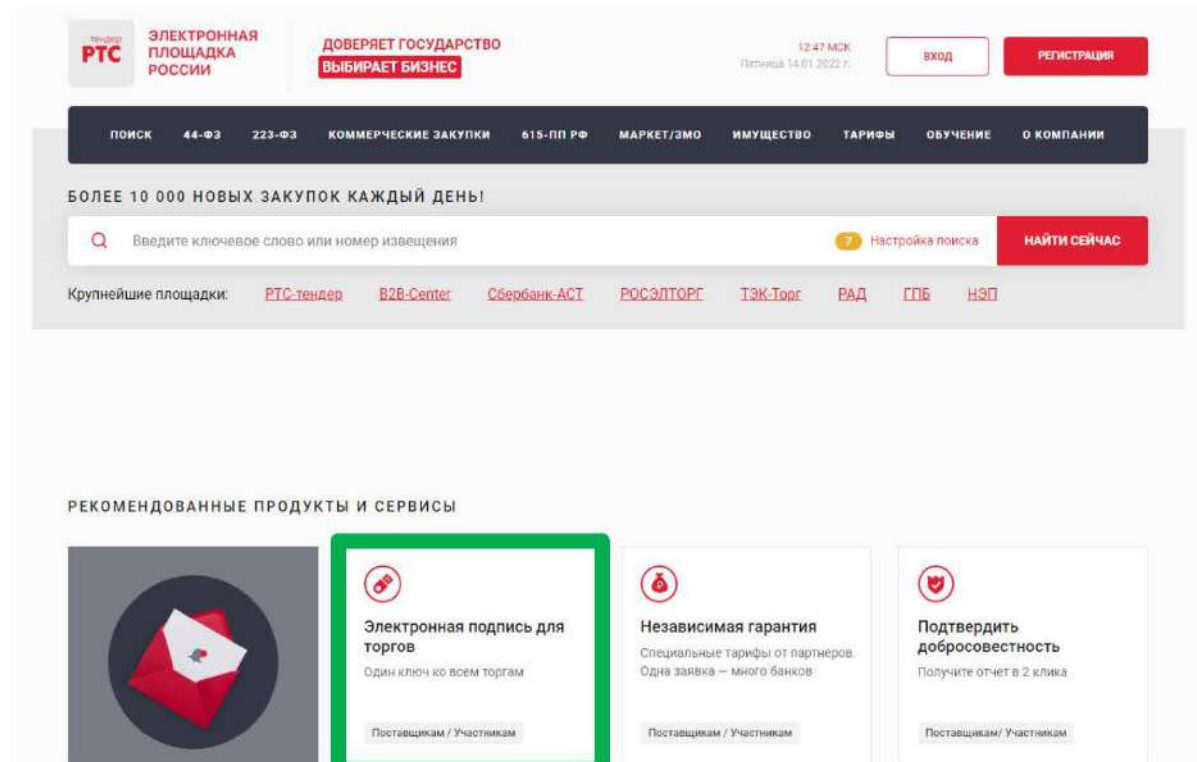 тендер
РТС
ЭЛЕКТРОННАЯ
ПЛОЩАДКА
РОССИИ
ДОВЕРЯЕТ ГОСУДАРСТВО
ВЫБИРАЕТ БИЗНЕС
12:47 МСК
Пятница 14.01.2022 г.
ВХОД
РЕГИСТРАЦИЯ
ПОИСК 44-ФЗ 223-ФЗ КОММЕРЧЕСКИЕ ЗАКУПКИ 615-ПП РФ МАРКЕТ/ЗМО ИМУЩЕСТВО ТАРИФЫ ОБУЧЕНИЕ О КОМПАНИИ
БОЛЕЕ 10 000 НОВЫХ ЗАКУПОК КАЖДЫЙ ДЕНЬ!
Введите ключевое слово или номер извещения
7 Настройка поиска
НАЙТИ СЕЙЧАС
Крупнейшие площадки: РТС-тендер B2B-Center Сбербанк-АСТ РОСЭЛТОРГ ТЭК-Торг РАД ГПБ НЭП
РЕКОМЕНДОВАННЫЕ ПРОДУКТЫ И СЕРВИСЫ
Электронная подпись для
торгов
Один ключ ко всем торгам
Поставщикам / Участникам
Независимая гарантия
Специальные тарифы от партнеров.
Одна заявка — много банков
Поставщикам / Участникам
Подтвердить
добросовестность
Получите отчет в 2 клика
Поставщикам/ Участникам